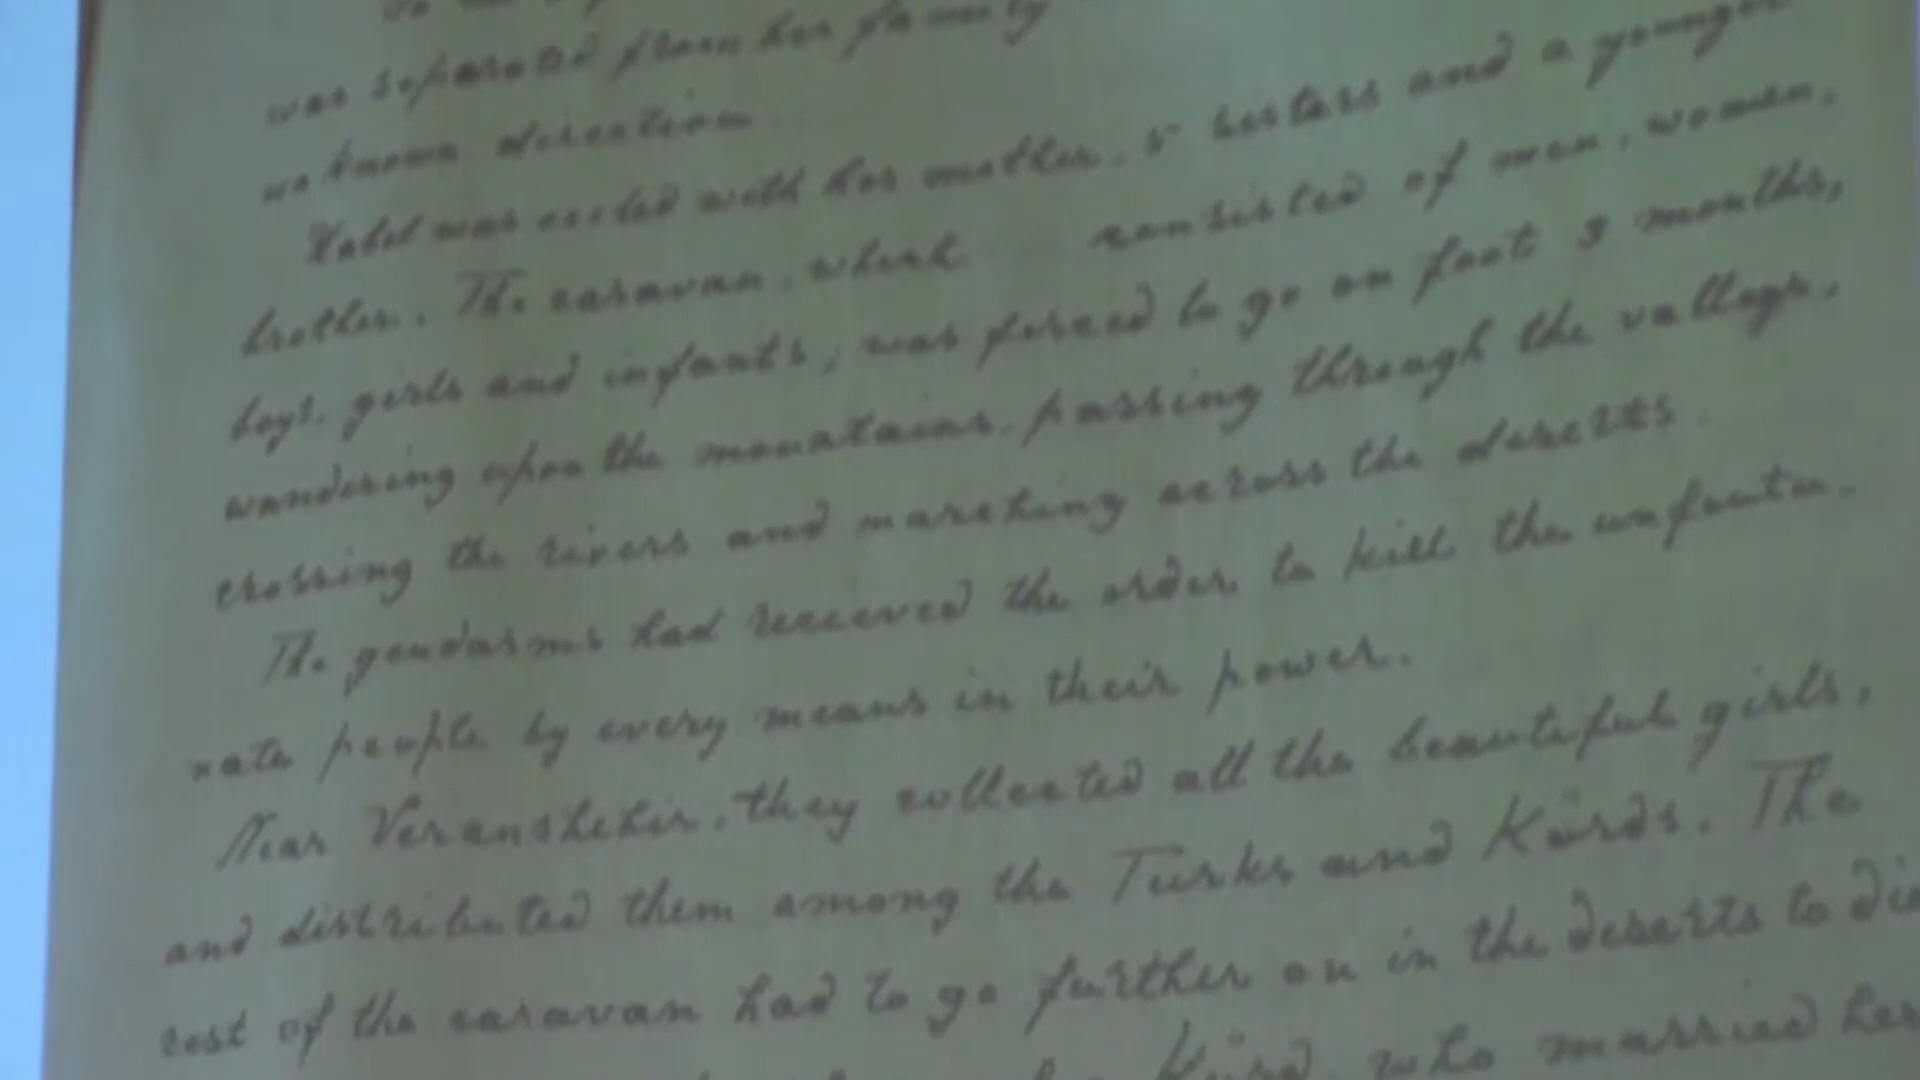 was separated from her family
unknown direction.
Zabel was exiled with her mother, 5 sisters and a younger
brother. The caravan, which consisted of men, women,
boys, girls and infants, was forced to go on foot 3 months,
wandering upon the mountains, passing through the valleys,
crossing the rivers and marching across the deserts.
The gendarms had received the order to kill the unfortu-
nate people by every means in their power.
Near Veranshehir, they collected all the beautiful girls,
and distributed them among the Turks and Kürds. The
rest of the caravan had to go further on in the deserts to die
Kürd, who married her